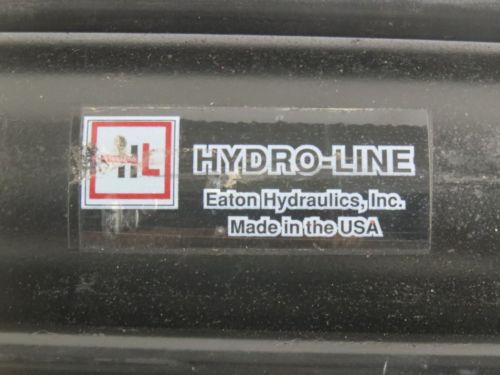 HL
HYDRO-LINE
Eaton Hydraulics, Inc.
Made in the USA